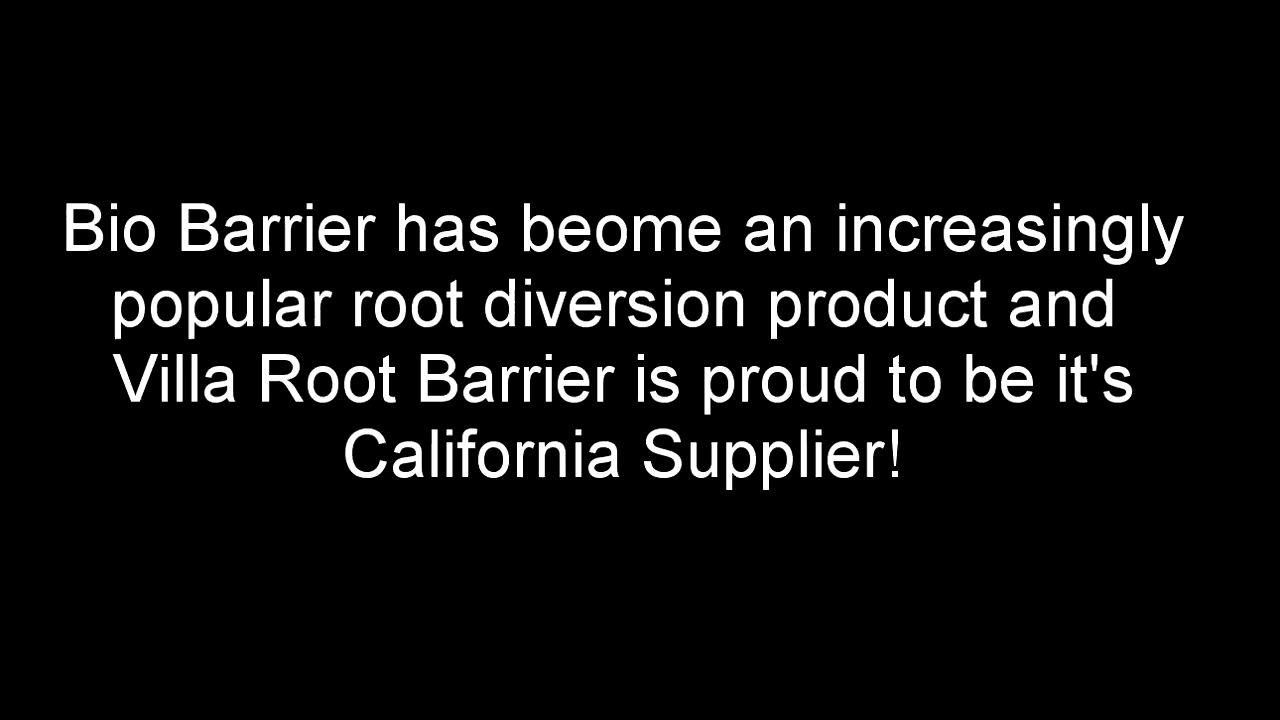 Bio Barrier has beome an increasingly
popular root diversion product and
Villa Root Barrier is proud to be it's
California Supplier!